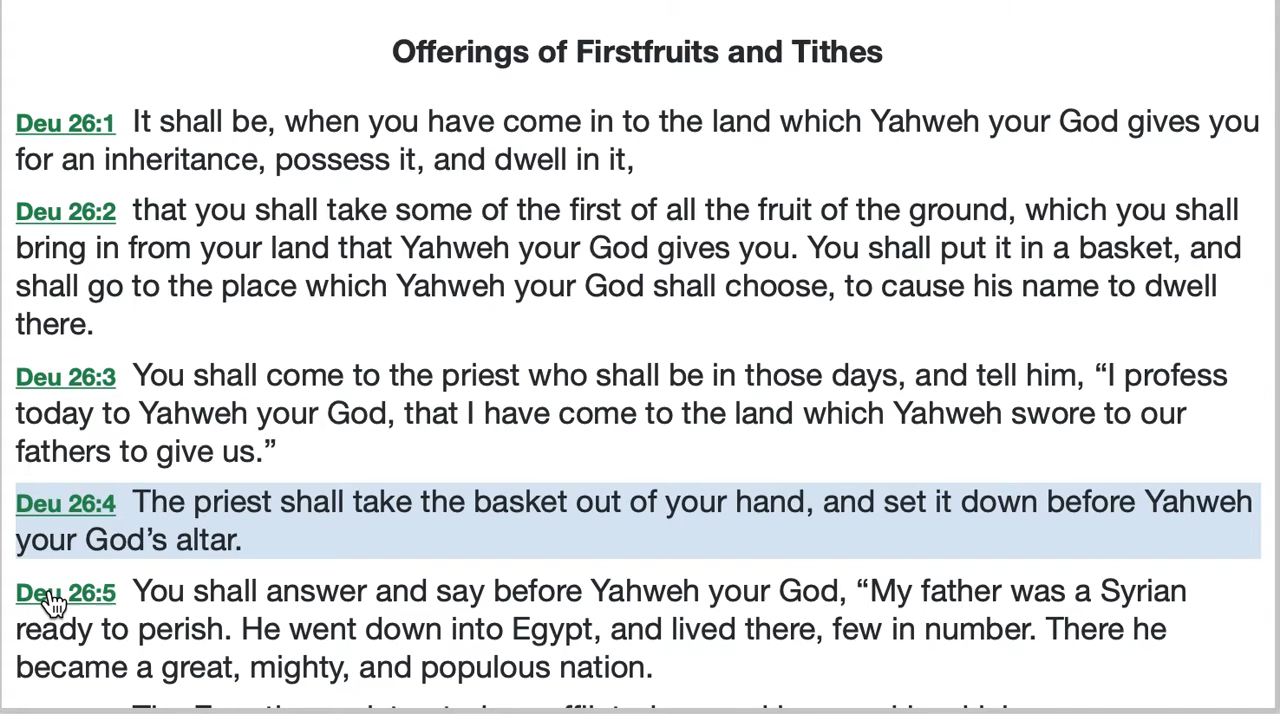 Offerings of Firstfruits and Tithes
Deu 26:1 It shall be, when you have come in to the land which Yahweh your God gives you
for an inheritance, possess it, and dwell in it,
Deu 26:2 that you shall take some of the first of all the fruit of the ground, which you shall
bring in from your land that Yahweh your God gives you. You shall put it in a basket, and
shall go to the place which Yahweh your God shall choose, to cause his name to dwell
there.
Deu 26:3 You shall come to the priest who shall be in those days, and tell him, “I profess
today to Yahweh your God, that I have come to the land which Yahweh swore to our
fathers to give us.”
Deu 26:4 The priest shall take the basket out of your hand, and set it down before Yahweh
your God’s altar.
Deu 26:5 You shall answer and say before Yahweh your God, “My father was a Syrian
ready to perish. He went down into Egypt, and lived there, few in number. There he
became a great, mighty, and populous nation.